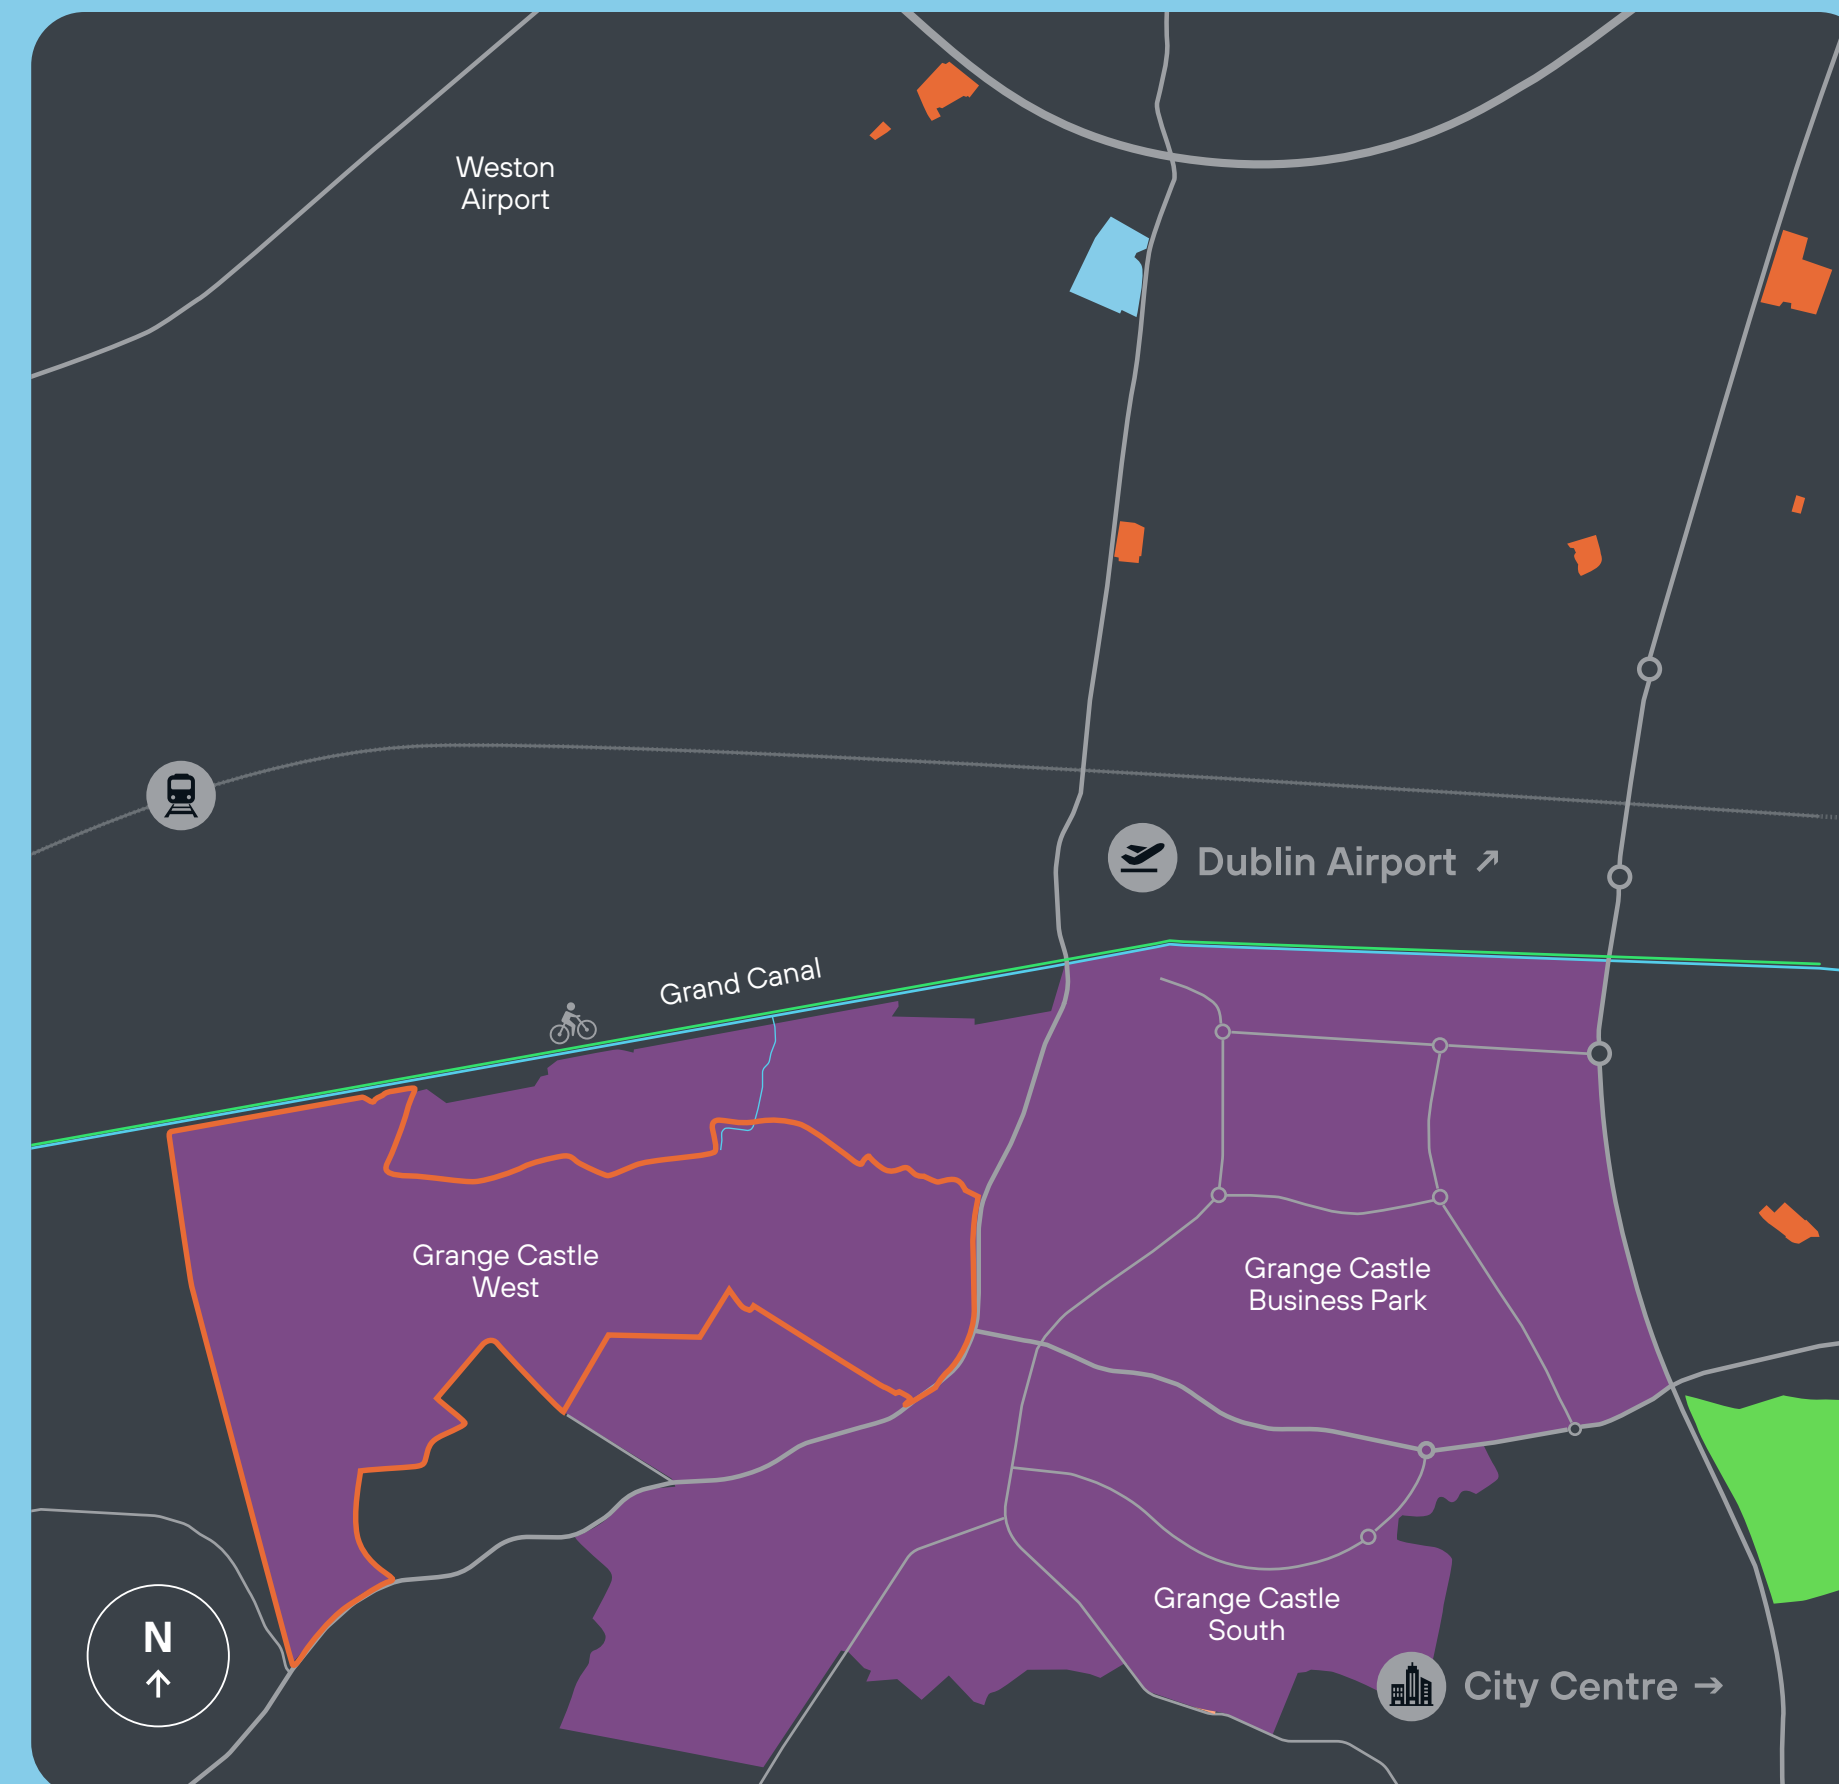 Weston
Airport
Dublin Airport ↗
Grand Canal
Grange Castle
West
Grange Castle
Business Park
Grange Castle
South
N
↑
City Centre →